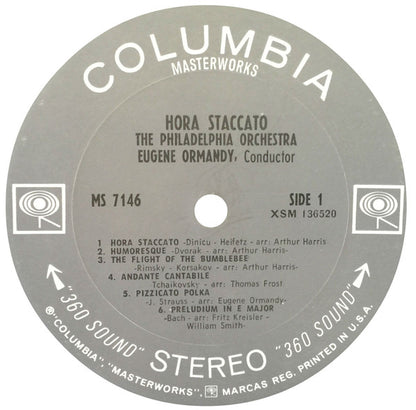 COLUMBIA
MASTERWORKS
HORA STACCATO
THE PHILADELPHIA ORCHESTRA
EUGENE ORMANDY, Conductor
MS 7146
SIDE 1
XSM 136520
1 HORA STACCATO -Dinicu - Heifetz - arr: Arthur Harris
2. HUMORESQUE -Dvorak - arr: Arthur Harris
3. THE FLIGHT OF THE BUMBLEBEE
Rimsky - Korsakov - arr: Arthur Harris
4. ANDANTE CANTABILE
Tchaikovsky - arr: Thomas Frost
5. PIZZICATO POLKA
J. Strauss - arr: Eugene Ormandy-
6. PRELUDIUM IN E MAJOR
-Bach - arr: Fritz Kreisler -
William Smith-
"360 SOUND" STEREO "360 SOUND"
℗"COLUMBIA", "MASTERWORKS", MARCAS REG. PRINTED IN U.S.A.